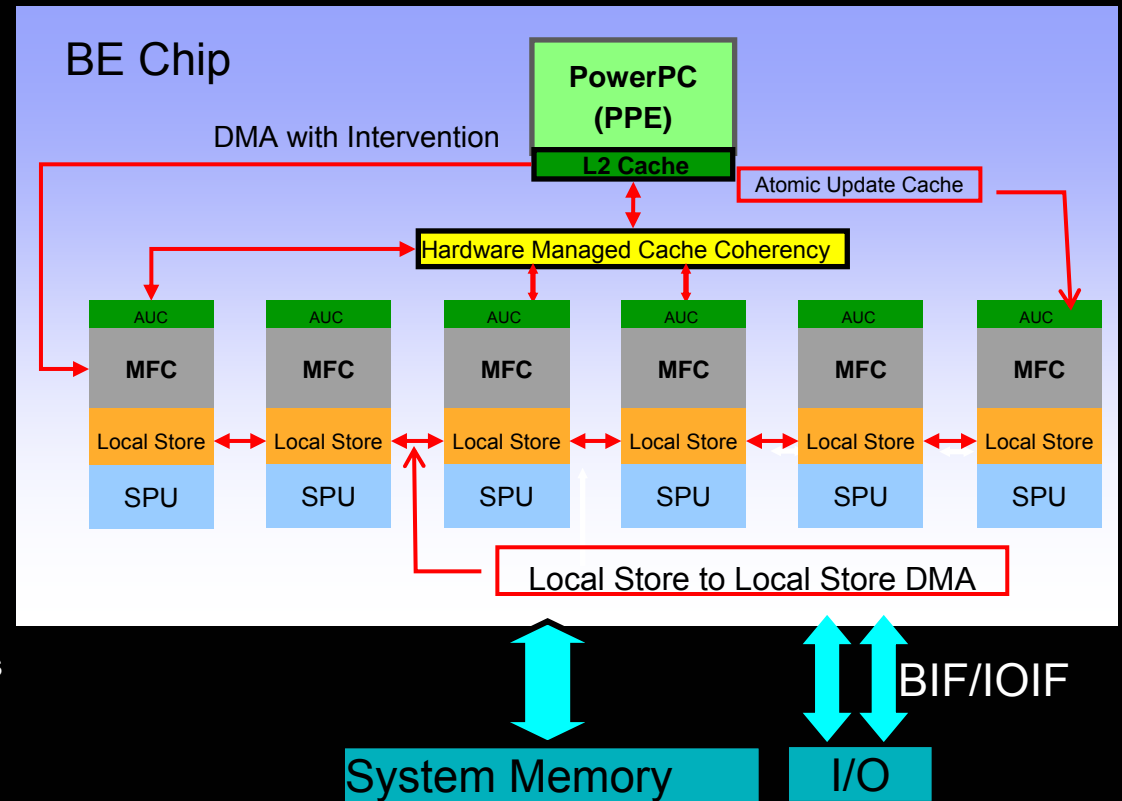 BE Chip
PowerPC
(PPE)
DMA with Intervention
L2 Cache
Atomic Update Cache
Hardware Managed Cache Coherency
AUC AUC AUC AUC AUC AUC
MFC MFC MFC MFC MFC MFC
Local Store Local Store Local Store Local Store Local Store Local Store
SPU SPU SPU SPU SPU SPU
Local Store to Local Store DMA
s
BIF/IOIF
System Memory I/O